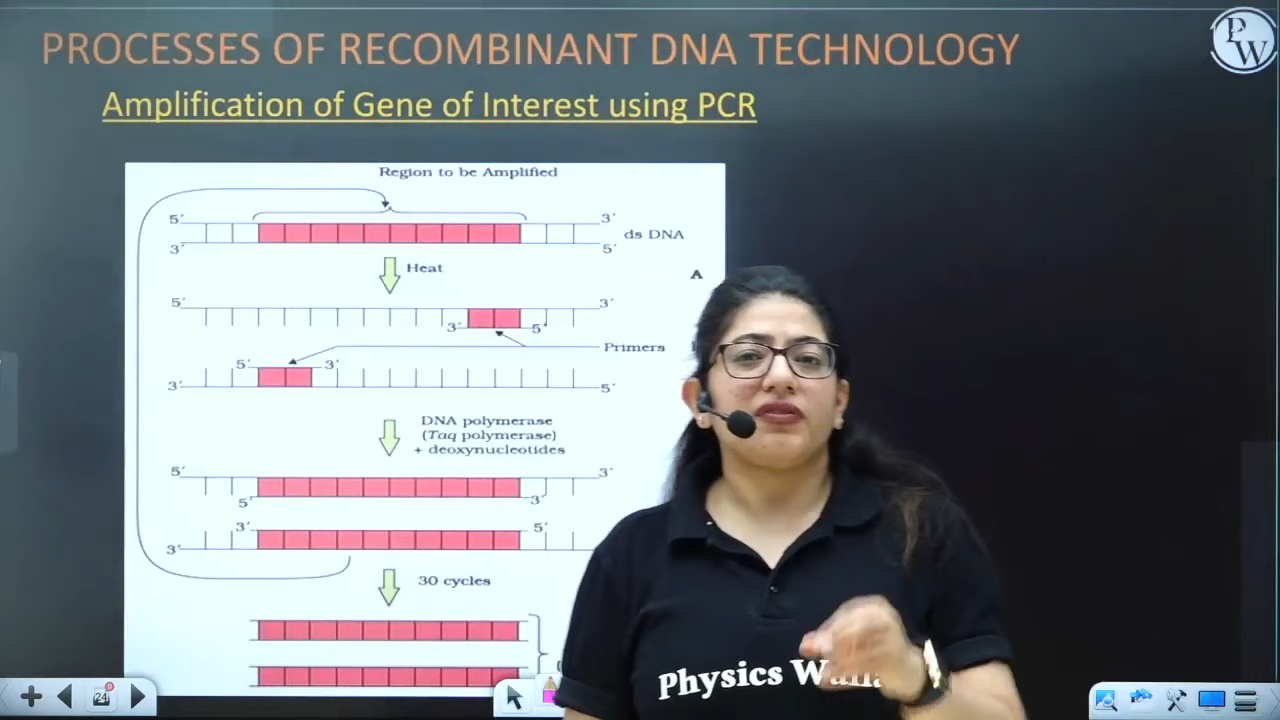 PROCESSES OF RECOMBINANT DNA TECHNOLOGY
PW
Amplification of Gene of Interest using PCR
Region to be Amplified
5′ 3′
ds DNA
3′ 5′
Heat
A
5′ 3′
3′ 5′
Primers
5′ 3′
3′ 5′
DNA polymerase
(Taq polymerase)
+ deoxynucleotides
5′ 3′
5′ 3′
3′ 5′
3′
30 cycles
Physics
24